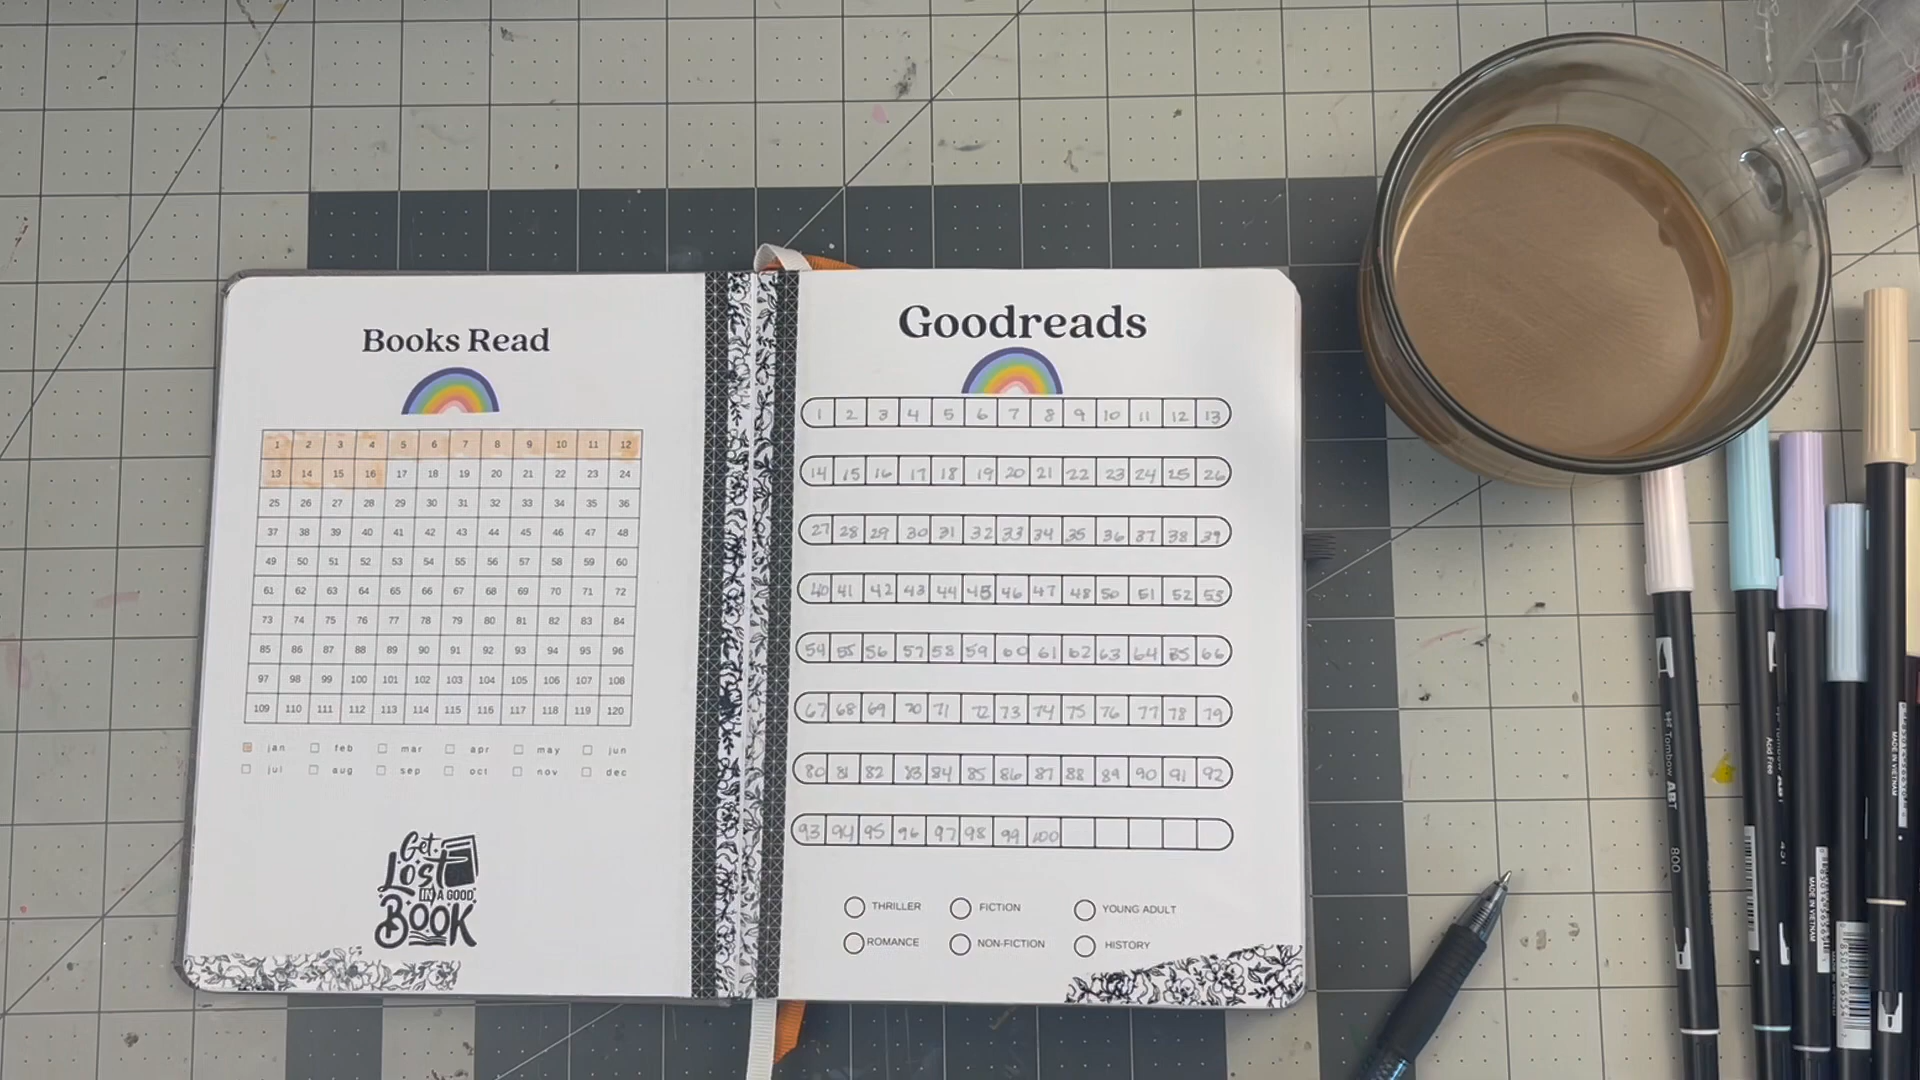 Books Read
1 2 3 4 5 6 7 8 9 10 11 12
13 14 15 16 17 18 19 20 21 22 23 24
25 26 27 28 29 30 31 32 33 34 35 36
37 38 39 40 41 42 43 44 45 46 47 48
49 50 51 52 53 54 55 56 57 58 59 60
61 62 63 64 65 66 67 68 69 70 71 72
73 74 75 76 77 78 79 80 81 82 83 84
85 86 87 88 89 90 91 92 93 94 95 96
97 98 99 100 101 102 103 104 105 106 107 108
109 110 111 112 113 114 115 116 117 118 119 120
jan feb mar apr may jun
jul aug sep oct nov dec
Get
Lost
IN A GOOD
BOOK
Goodreads
1 2 3 4 5 6 7 8 9 10 11 12 13
14 15 16 17 18 19 20 21 22 23 24 25 26
27 28 29 30 31 32 33 34 35 36 37 38 39
40 41 42 43 44 45 46 47 48 50 51 52 53
54 55 56 57 58 59 60 61 62 63 64 65 66
67 68 69 70 71 72 73 74 75 76 77 78 79
80 81 82 83 84 85 86 87 88 89 90 91 92
93 94 95 96 97 98 99 100
THRILLER FICTION YOUNG ADULT
ROMANCE NON-FICTION HISTORY
Tombow ABT
800
Acid Free
MADE IN VIETNAM
MADE IN VIETNAM